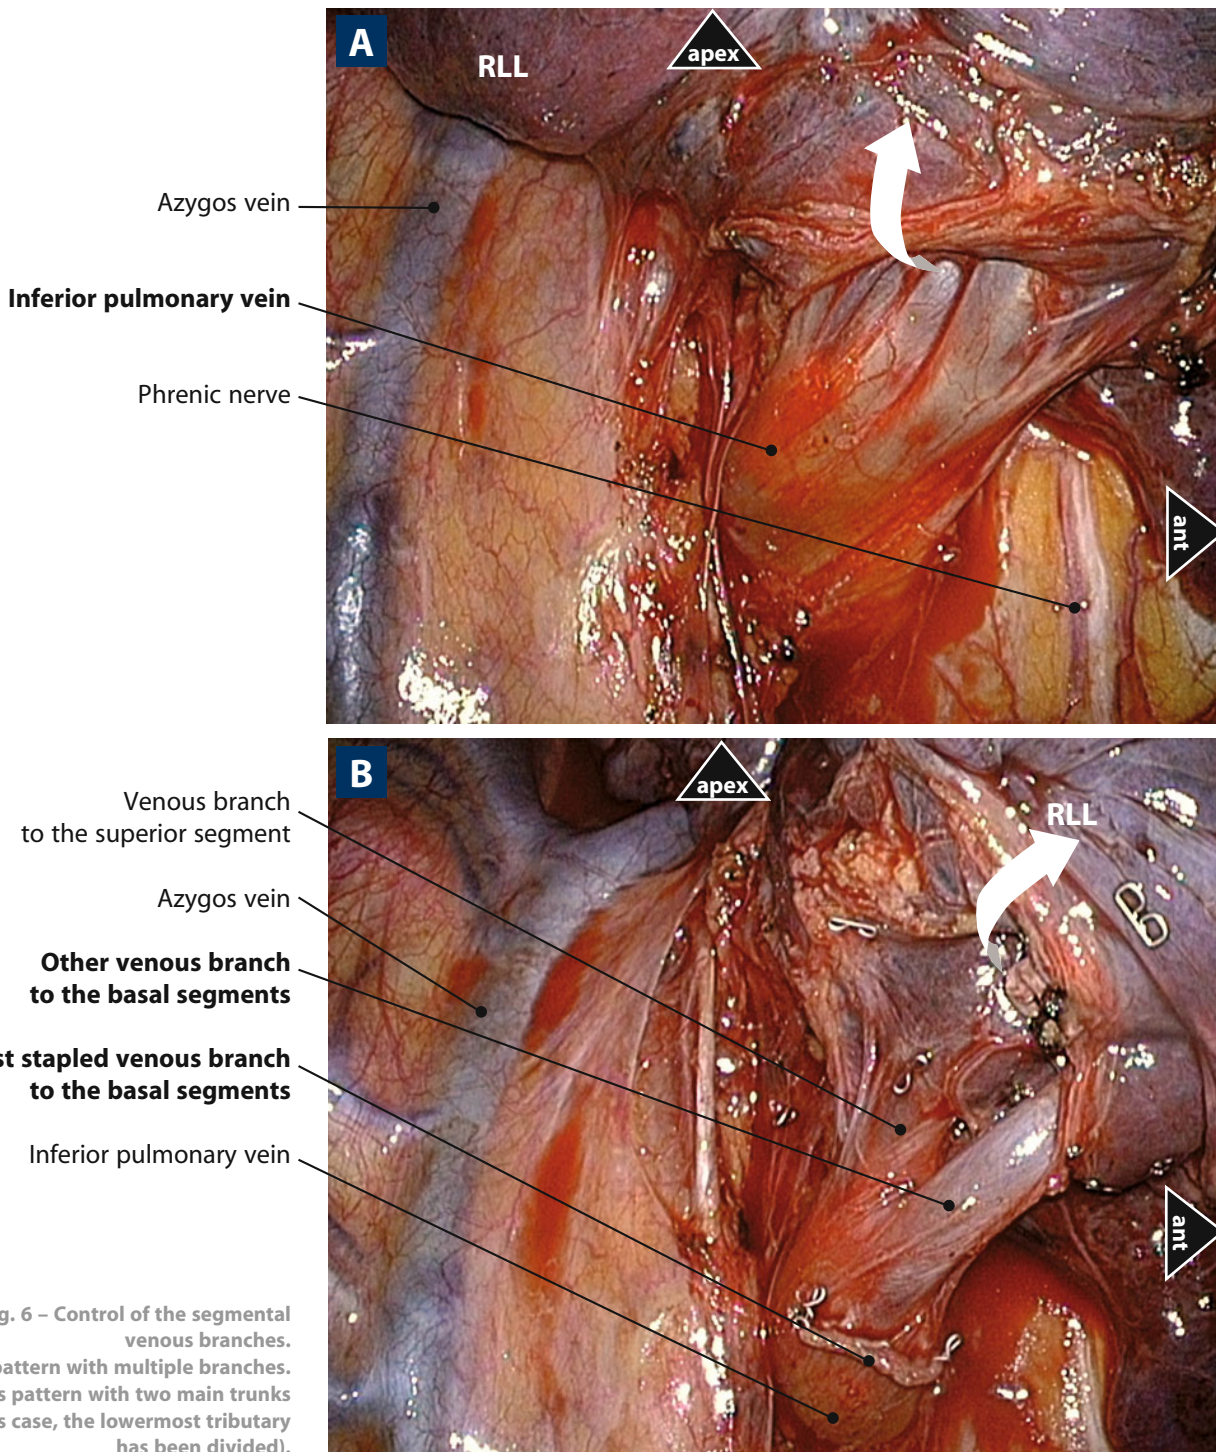 A
RLL
apex
Azygos vein
Inferior pulmonary vein
Phrenic nerve
ant
B
apex
RLL
Venous branch
to the superior segment
Azygos vein
Other venous branch
to the basal segments
stapled venous branch
to the basal segments
Inferior pulmonary vein
ant
6 – Control of the segmental
venous branches.
pattern with multiple branches.
pattern with two main trunks
case, the lowermost tributary
has been divided).